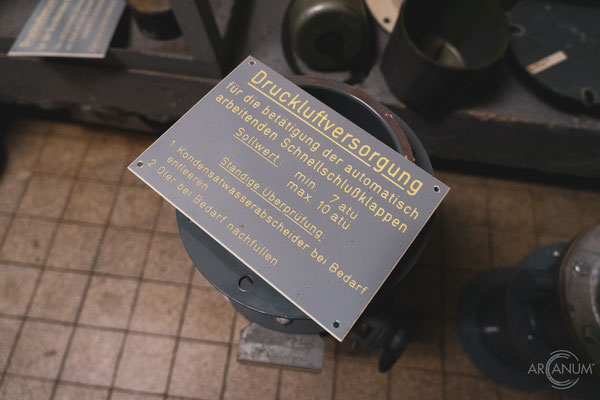 Druckluftversorgung
für die betätigung der automatisch
arbeitenden Schnellschlußklappen
Sollwert min. 7 atü
max. 10 atü
Ständige Überprüfung
1 Kondensatwasserabscheider bei Bedarf
entleeren
2 Öler bei Bedarf nachfüllen
ARCANUM